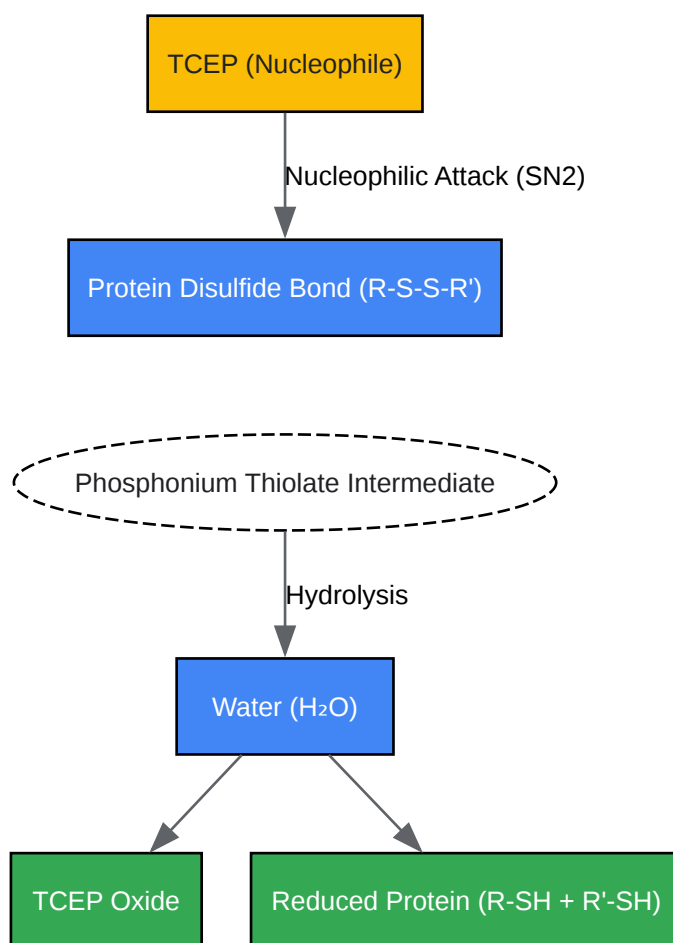 TCEP (Nucleophile)
Nucleophilic Attack (SN2)
Protein Disulfide Bond (R-S-S-R')
Phosphonium Thiolate Intermediate
Hydrolysis
Water (H₂O)
TCEP Oxide
Reduced Protein (R-SH + R'-SH)